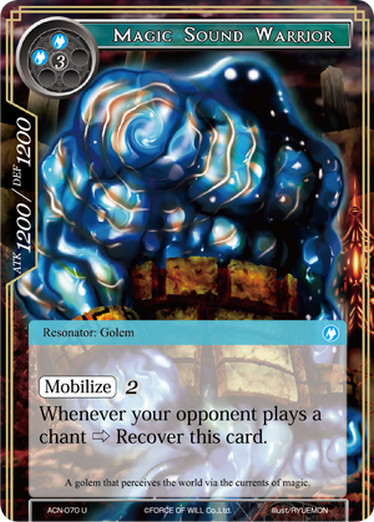 Magic Sound Warrior
3
ATK 1200 / DEF 1200
Resonator: Golem
Mobilize 2
Whenever your opponent plays a
chant ⇨ Recover this card.
A golem that perceives the world via the currents of magic.
ACN-070 U ©FORCE OF WILL Co.,Ltd. Illust/RYUEMON